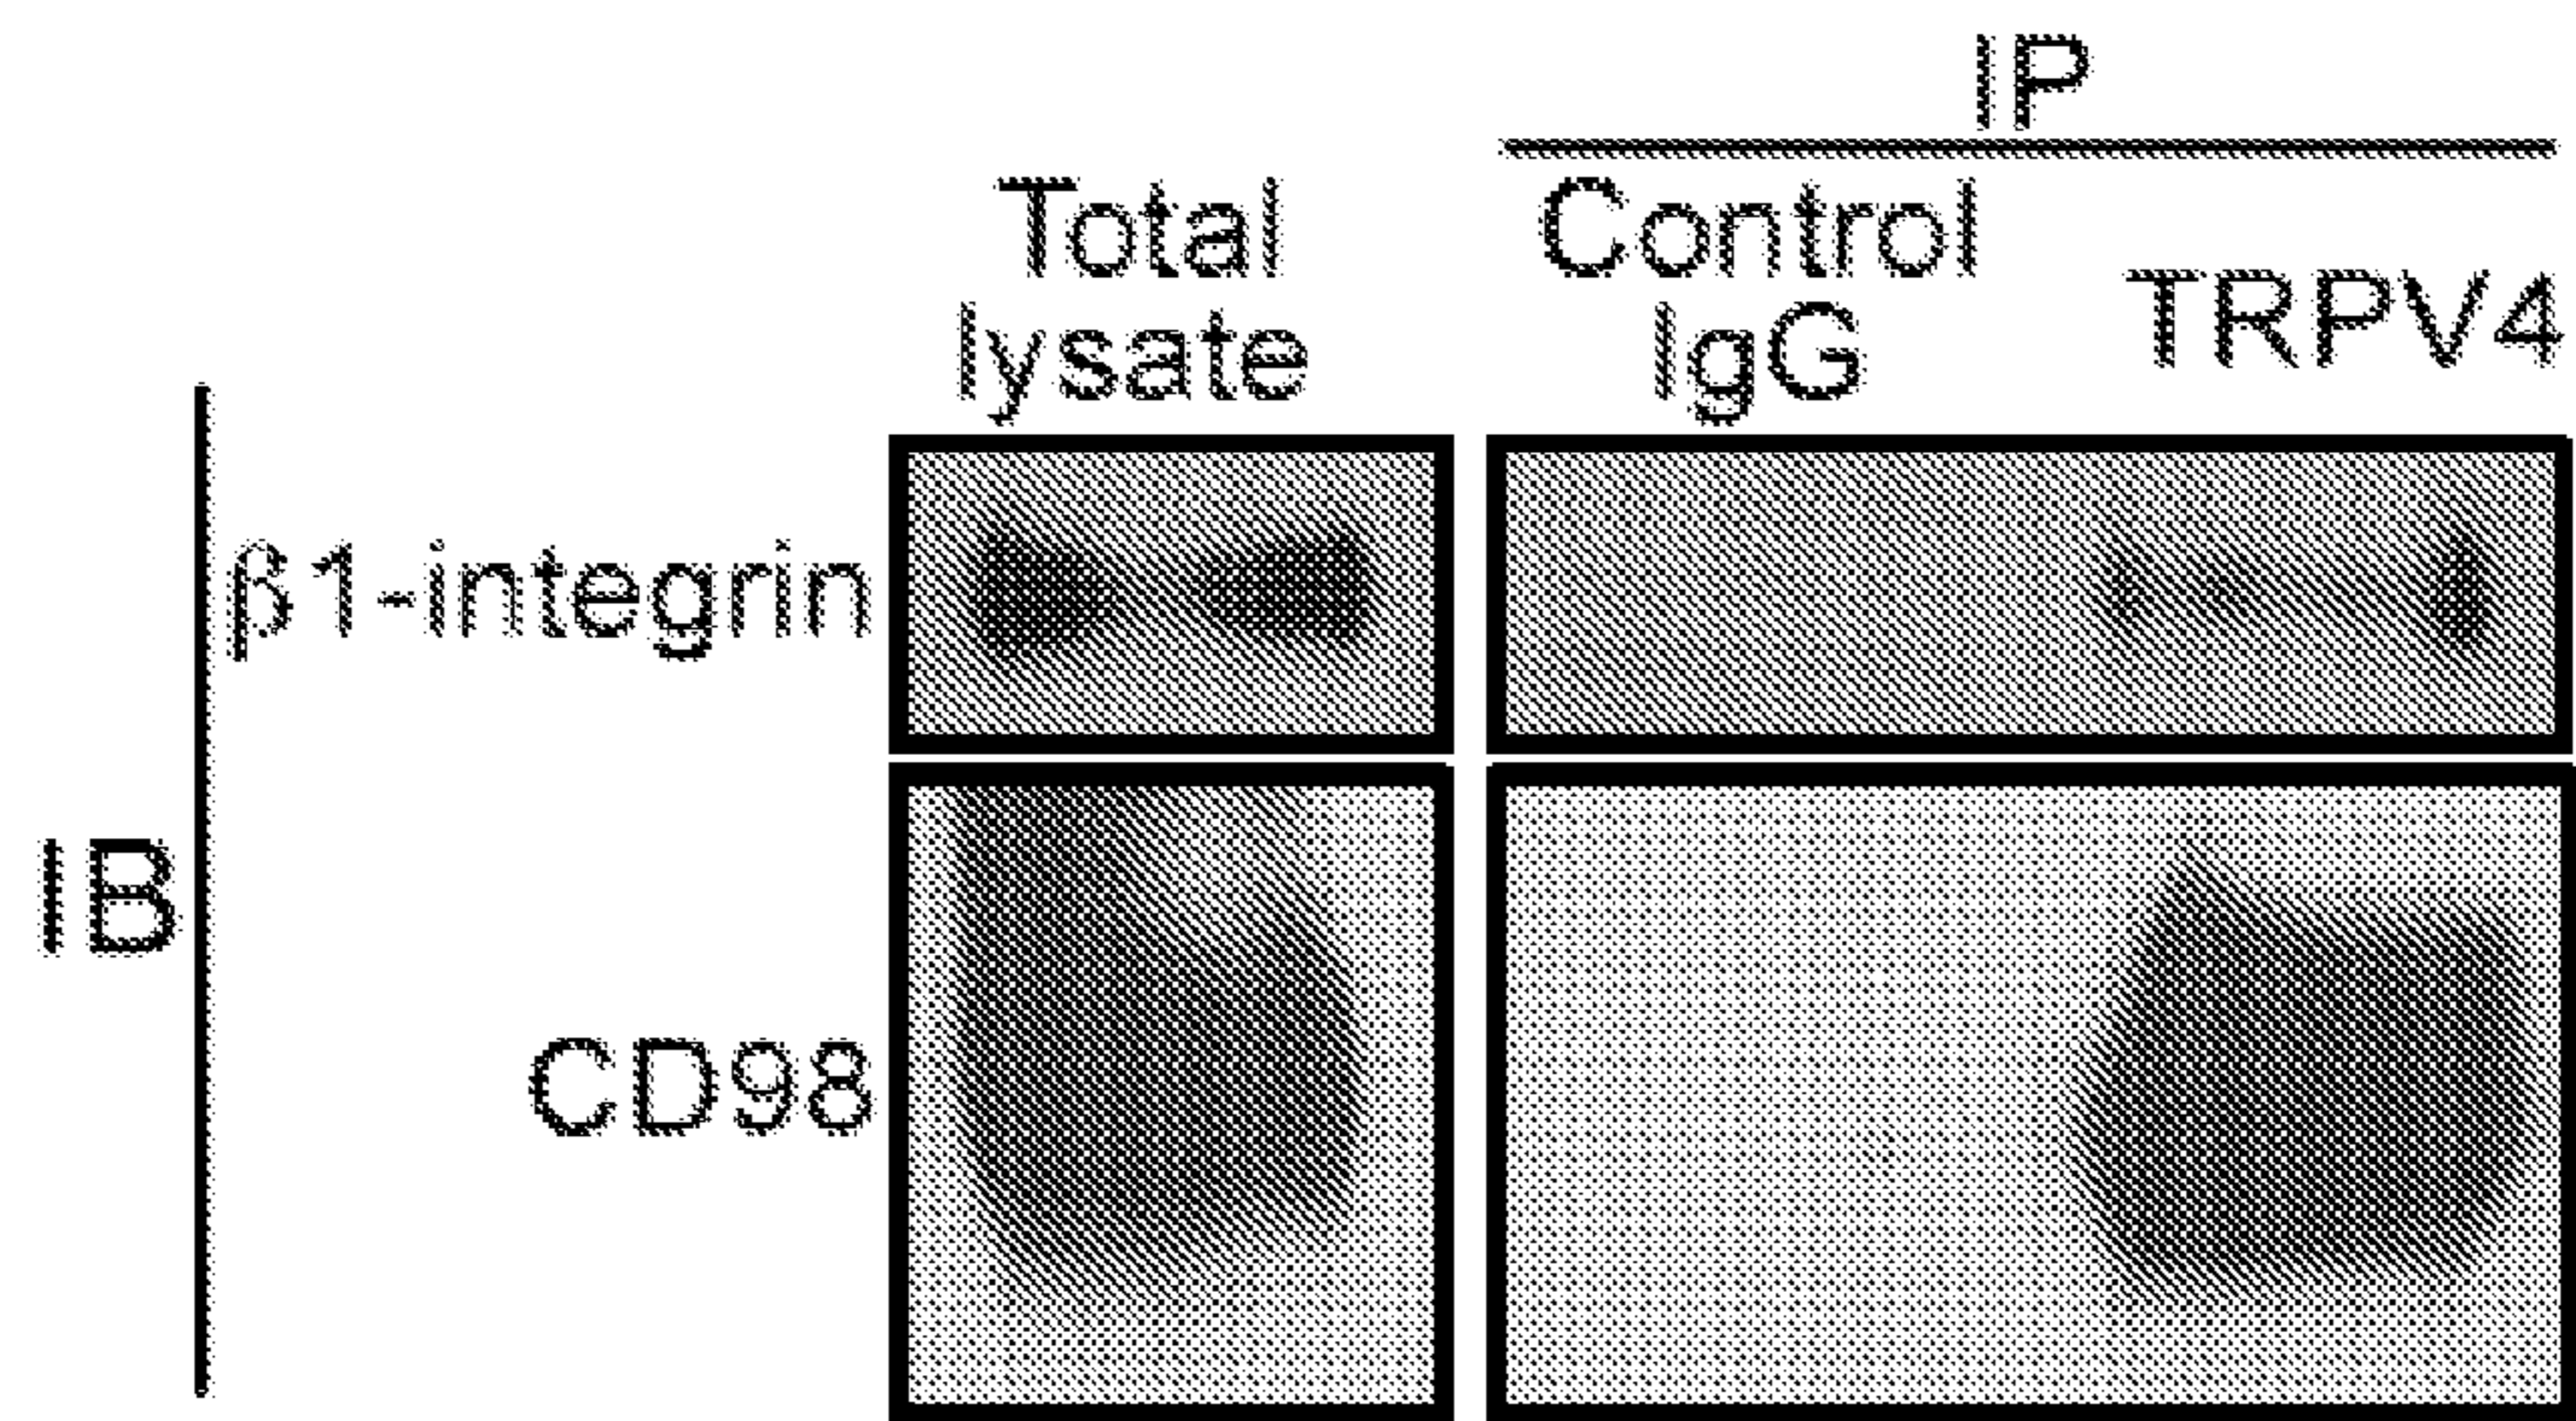 IP
Total
lysate
Control
IgG
TRPV4
β1-integrin
IB
CD98